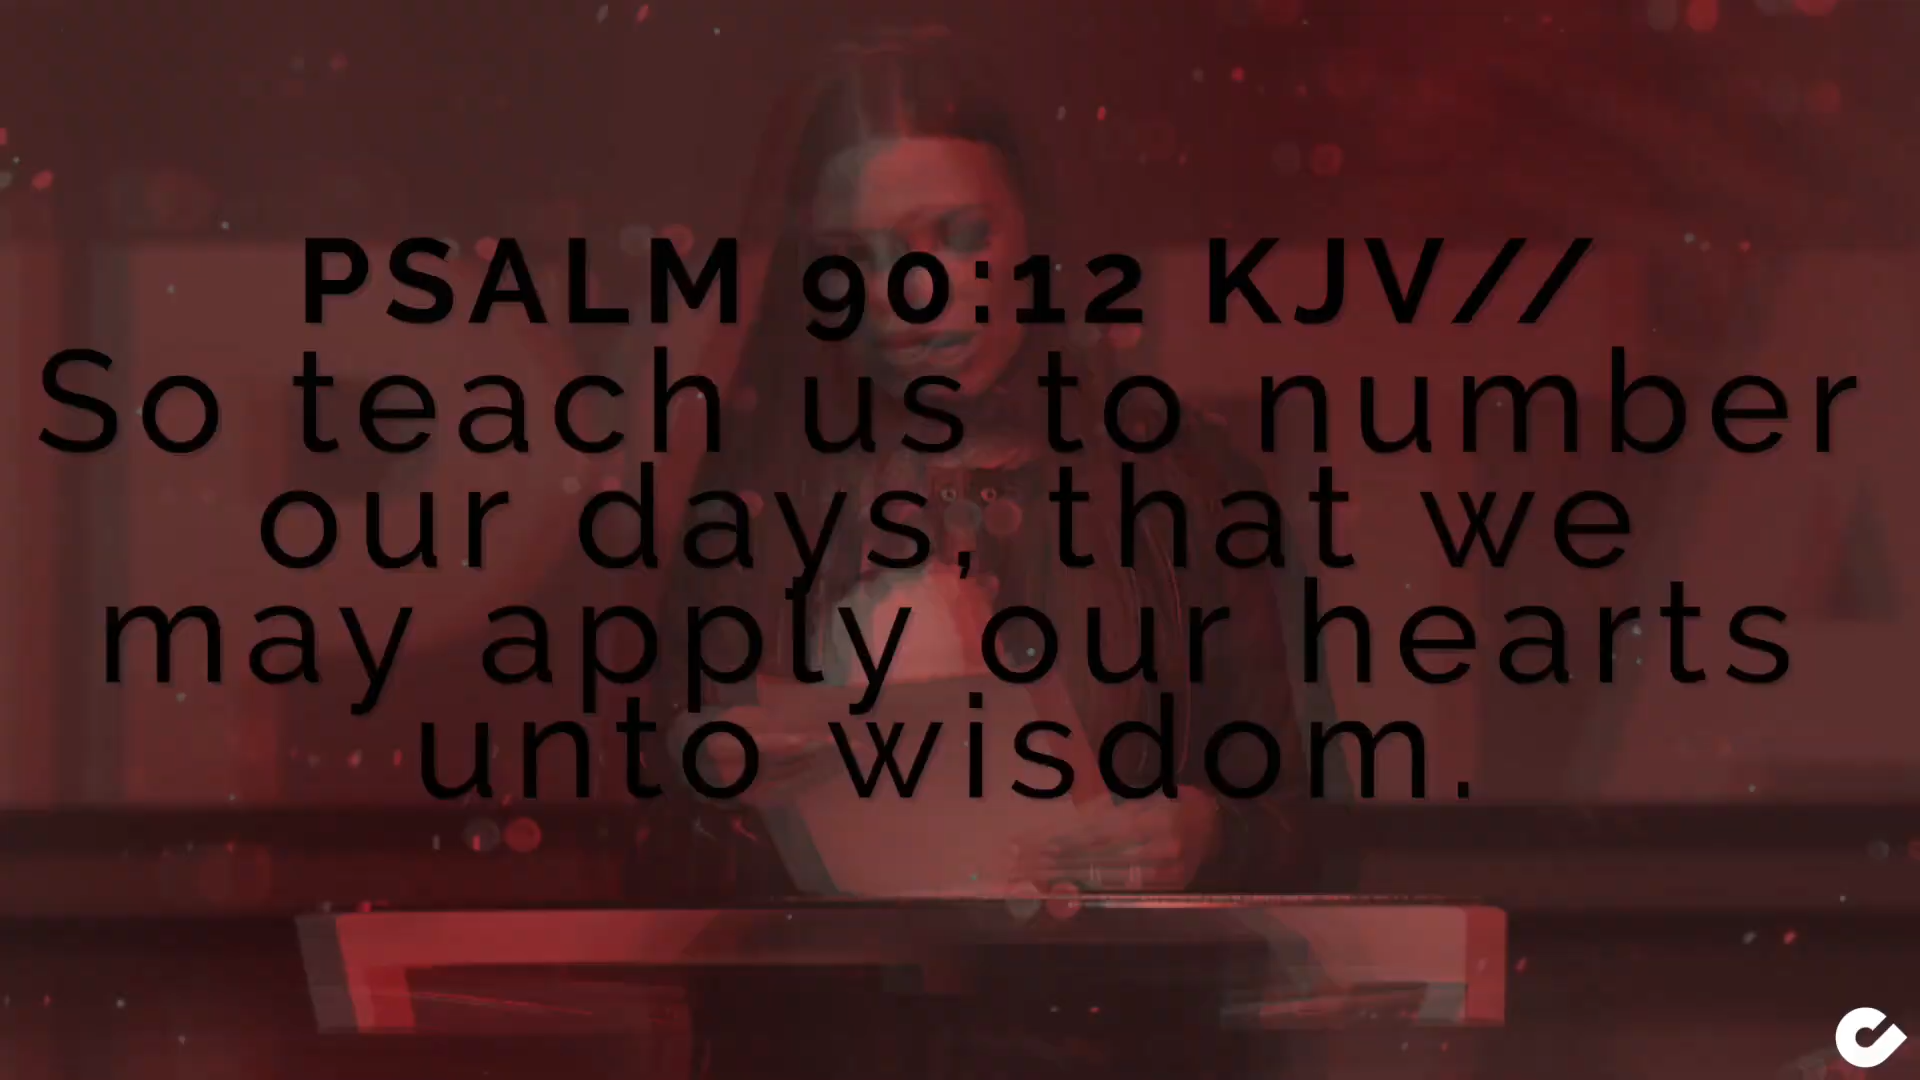 PSALM 90:12 KJV//
So teach us to number
our days, that we
may apply our hearts
unto wisdom.